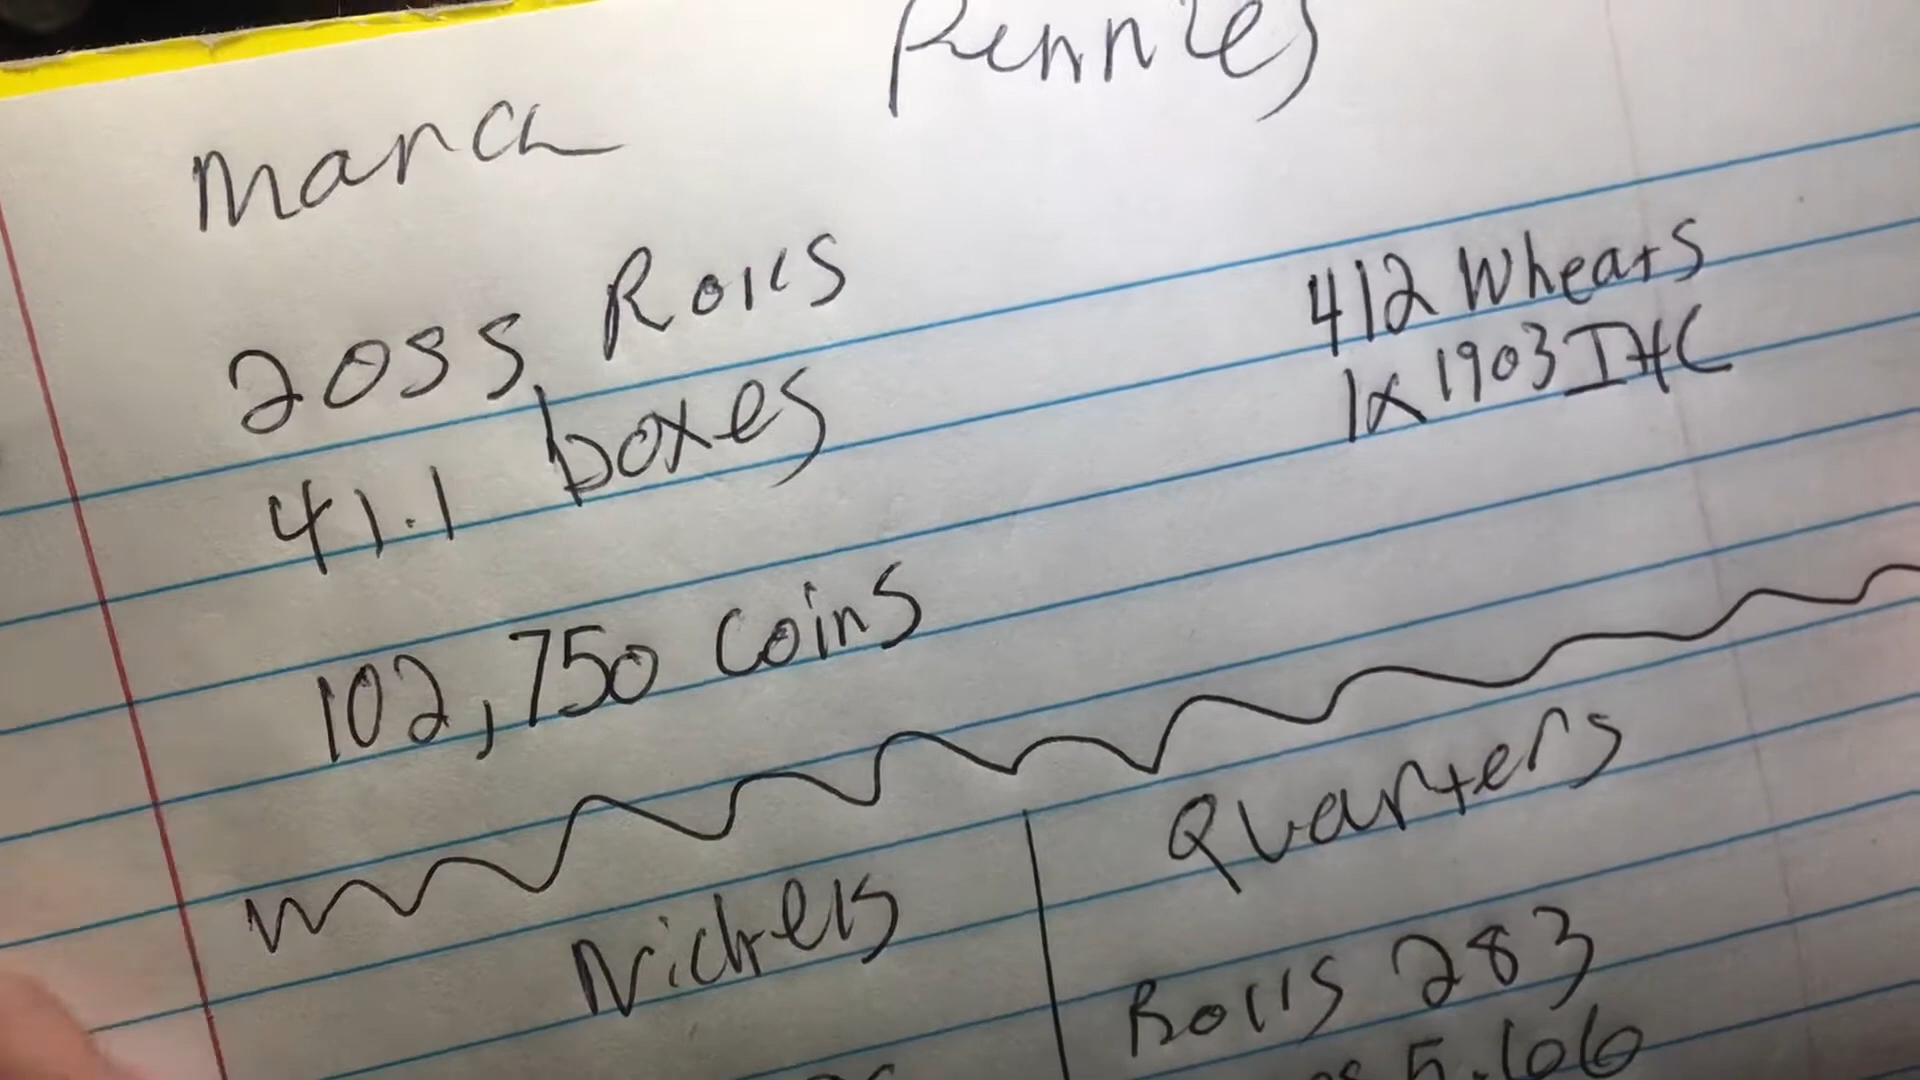 Pennies
March
2055 Rolls
41.1 boxes
102,750 Coins
412 Wheats
1x 1903 IHC
Nickels
Quarters
Rolls 283
5.66